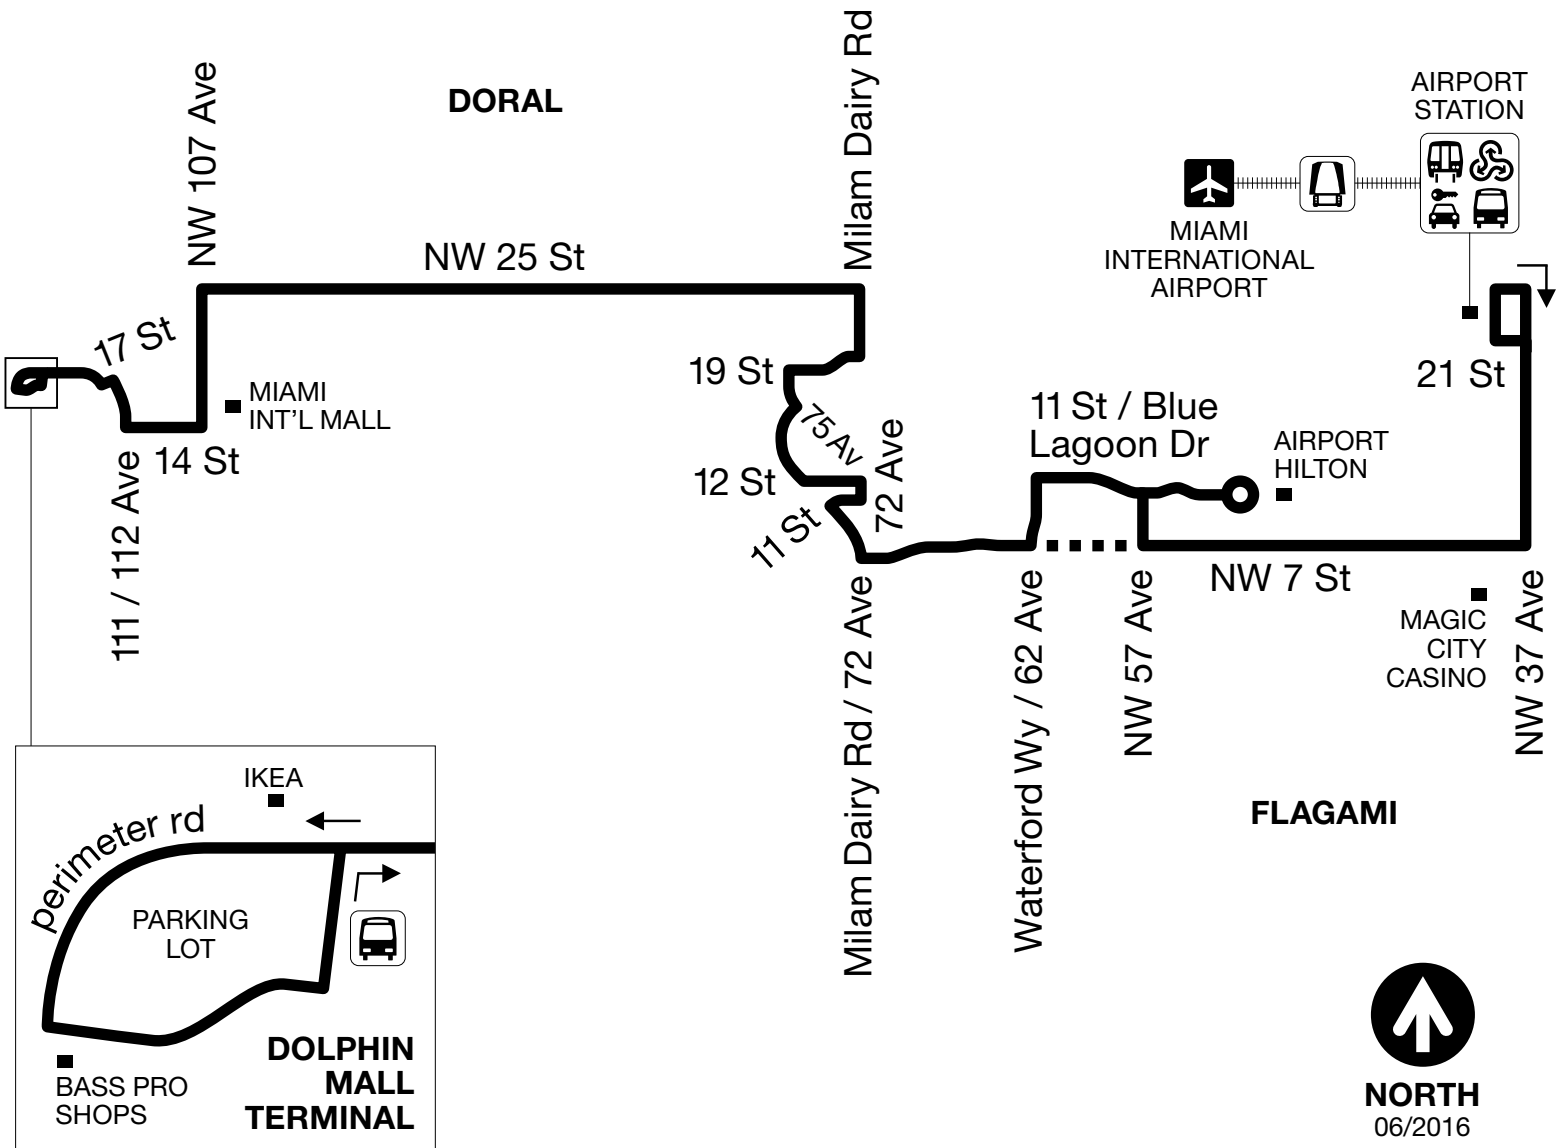 DORAL
NW 107 Ave
NW 25 St
Milam Dairy Rd
AIRPORT
STATION
MIAMI
INTERNATIONAL
AIRPORT
17 St
MIAMI
INT'L MALL
14 St
111 / 112 Ave
19 St
75 Av
12 St
72 Ave
11 St
11 St / Blue
Lagoon Dr
AIRPORT
HILTON
21 St
NW 7 St
MAGIC
CITY
CASINO
NW 37 Ave
Milam Dairy Rd / 72 Ave
Waterford Wy / 62 Ave
NW 57 Ave
FLAGAMI
IKEA
perimeter rd
PARKING
LOT
BASS PRO
SHOPS
DOLPHIN
MALL
TERMINAL
NORTH
06/2016